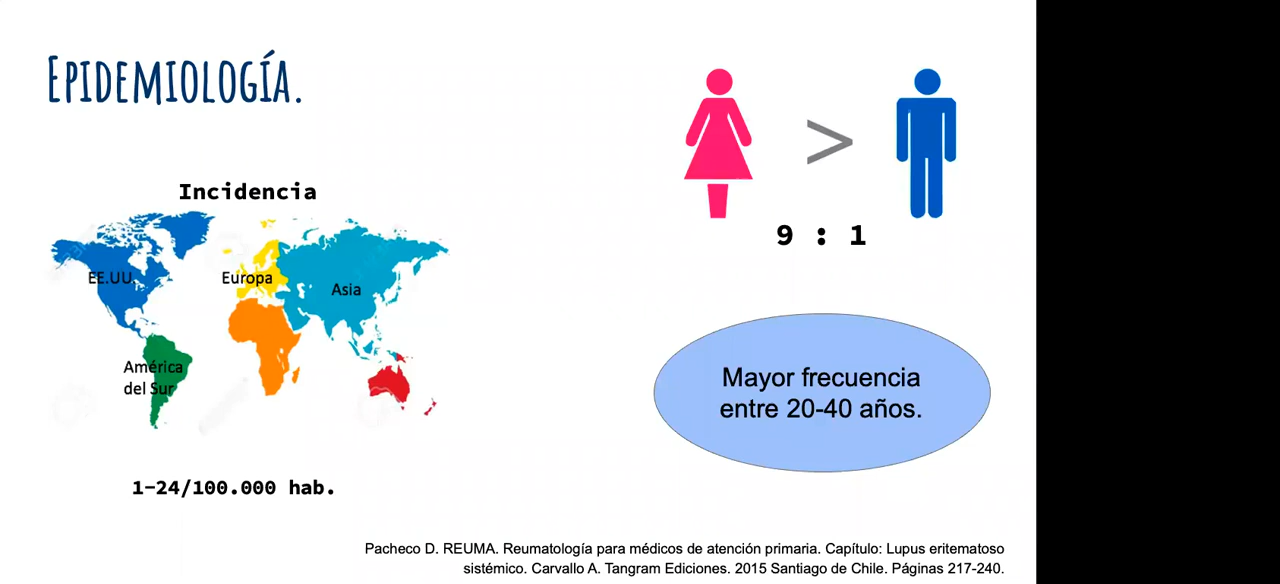 EPIDEMIOLOGÍA.
Incidencia
EE.UU
Europa
Asia
América
del Sur
1-24/100.000 hab.
>
9 : 1
Mayor frecuencia
entre 20-40 años.
Pacheco D. REUMA. Reumatología para médicos de atención primaria. Capítulo: Lupus eritematoso
sistémico. Carvallo A. Tangram Ediciones. 2015 Santiago de Chile. Páginas 217-240.